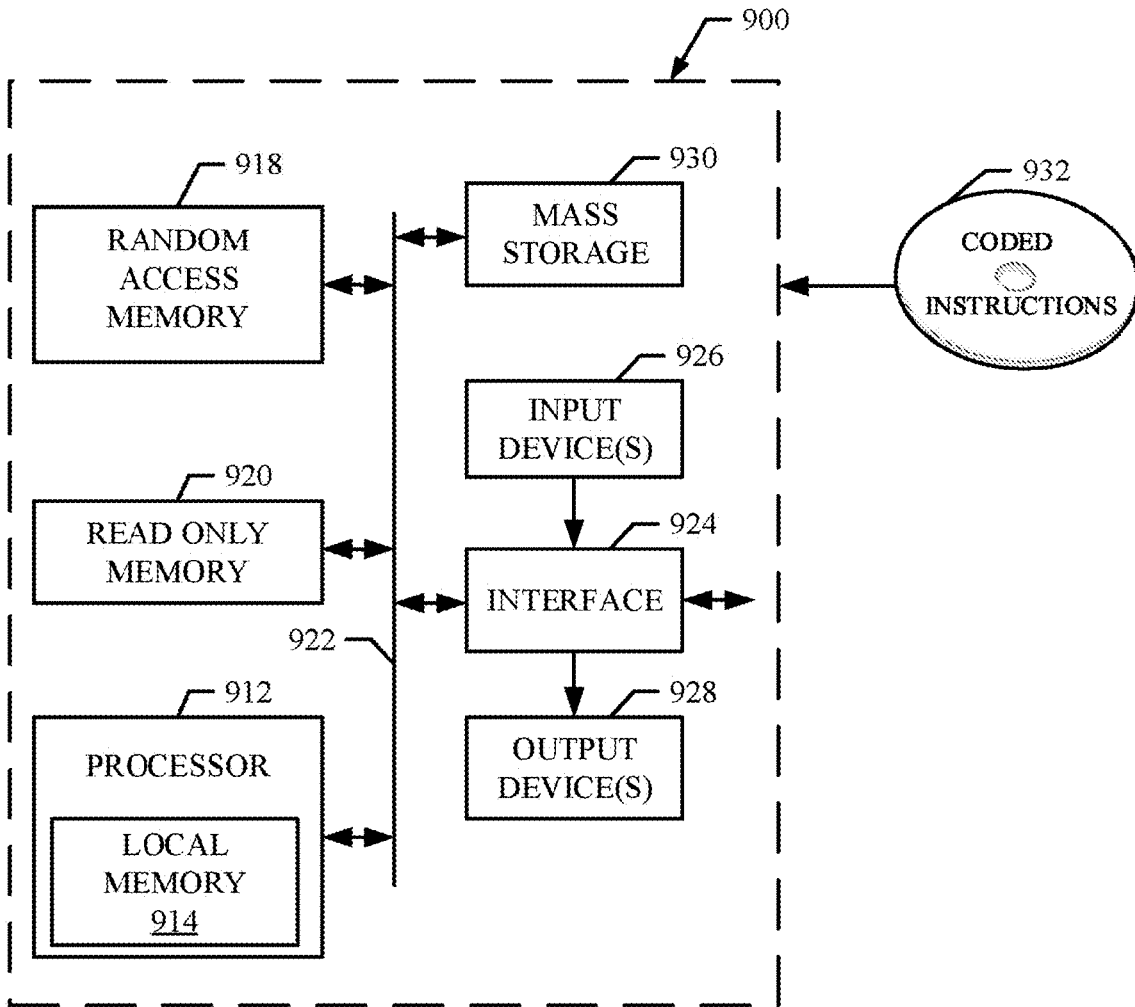 900
918
RANDOM
ACCESS
MEMORY
930
MASS
STORAGE
932
CODED
INSTRUCTIONS
926
INPUT
DEVICE(S)
920
READ ONLY
MEMORY
924
INTERFACE
922
912
PROCESSOR
LOCAL
MEMORY
914
928
OUTPUT
DEVICE(S)